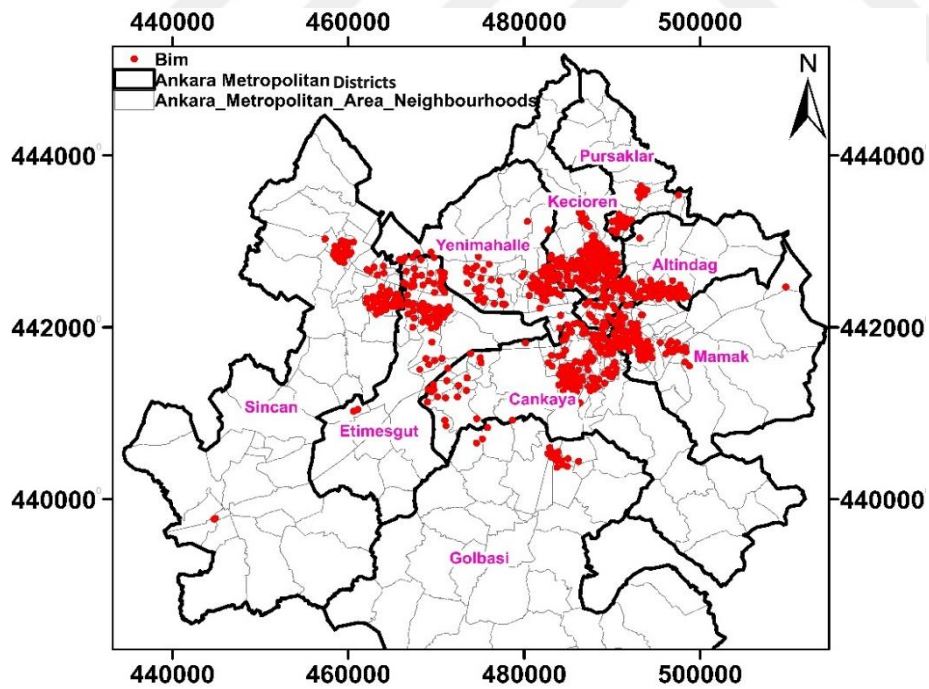 440000 460000 480000 500000
Bim
Ankara Metropolitan Districts
Ankara_Metropolitan_Area_Neighbourhoods
N
444000 444000
Pursaklar
Kecioren
Yenimahalle
Altindag
442000 442000
Mamak
Sincan
Cankaya
Etimesgut
440000 440000
Golbasi
440000 460000 480000 500000